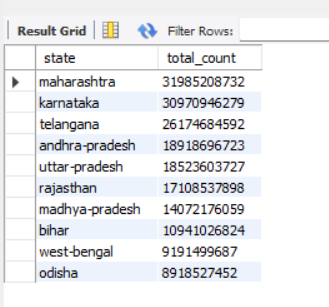 Result Grid Filter Rows:
state total_count
maharashtra 31985208732
karnataka 30970946279
telangana 26174684592
andhra-pradesh 18918696723
uttar-pradesh 18523603727
rajasthan 17108537898
madhya-pradesh 14072176059
bihar 10941026824
west-bengal 9191499687
odisha 8918527452